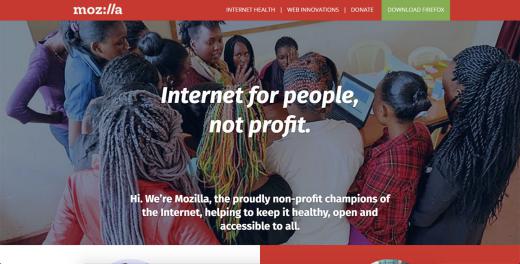 moz://a
INTERNET HEALTH | WEB INNOVATIONS | DONATE DOWNLOAD FIREFOX
Internet for people,
not profit.
Hi. We're Mozilla, the proudly non-profit champions of
the Internet, helping to keep it healthy, open and
accessible to all.